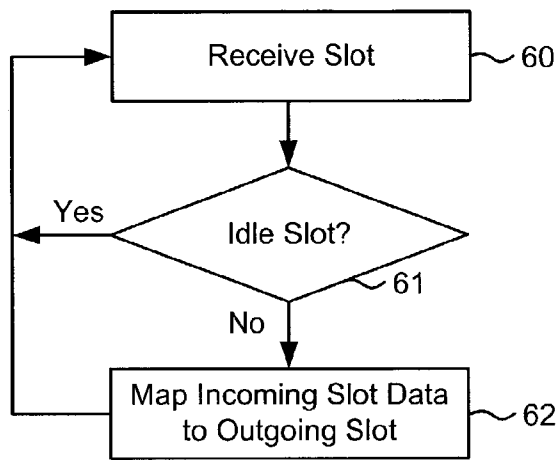 Receive Slot
60
Yes
Idle Slot?
61
No
Map Incoming Slot Data
to Outgoing Slot
62